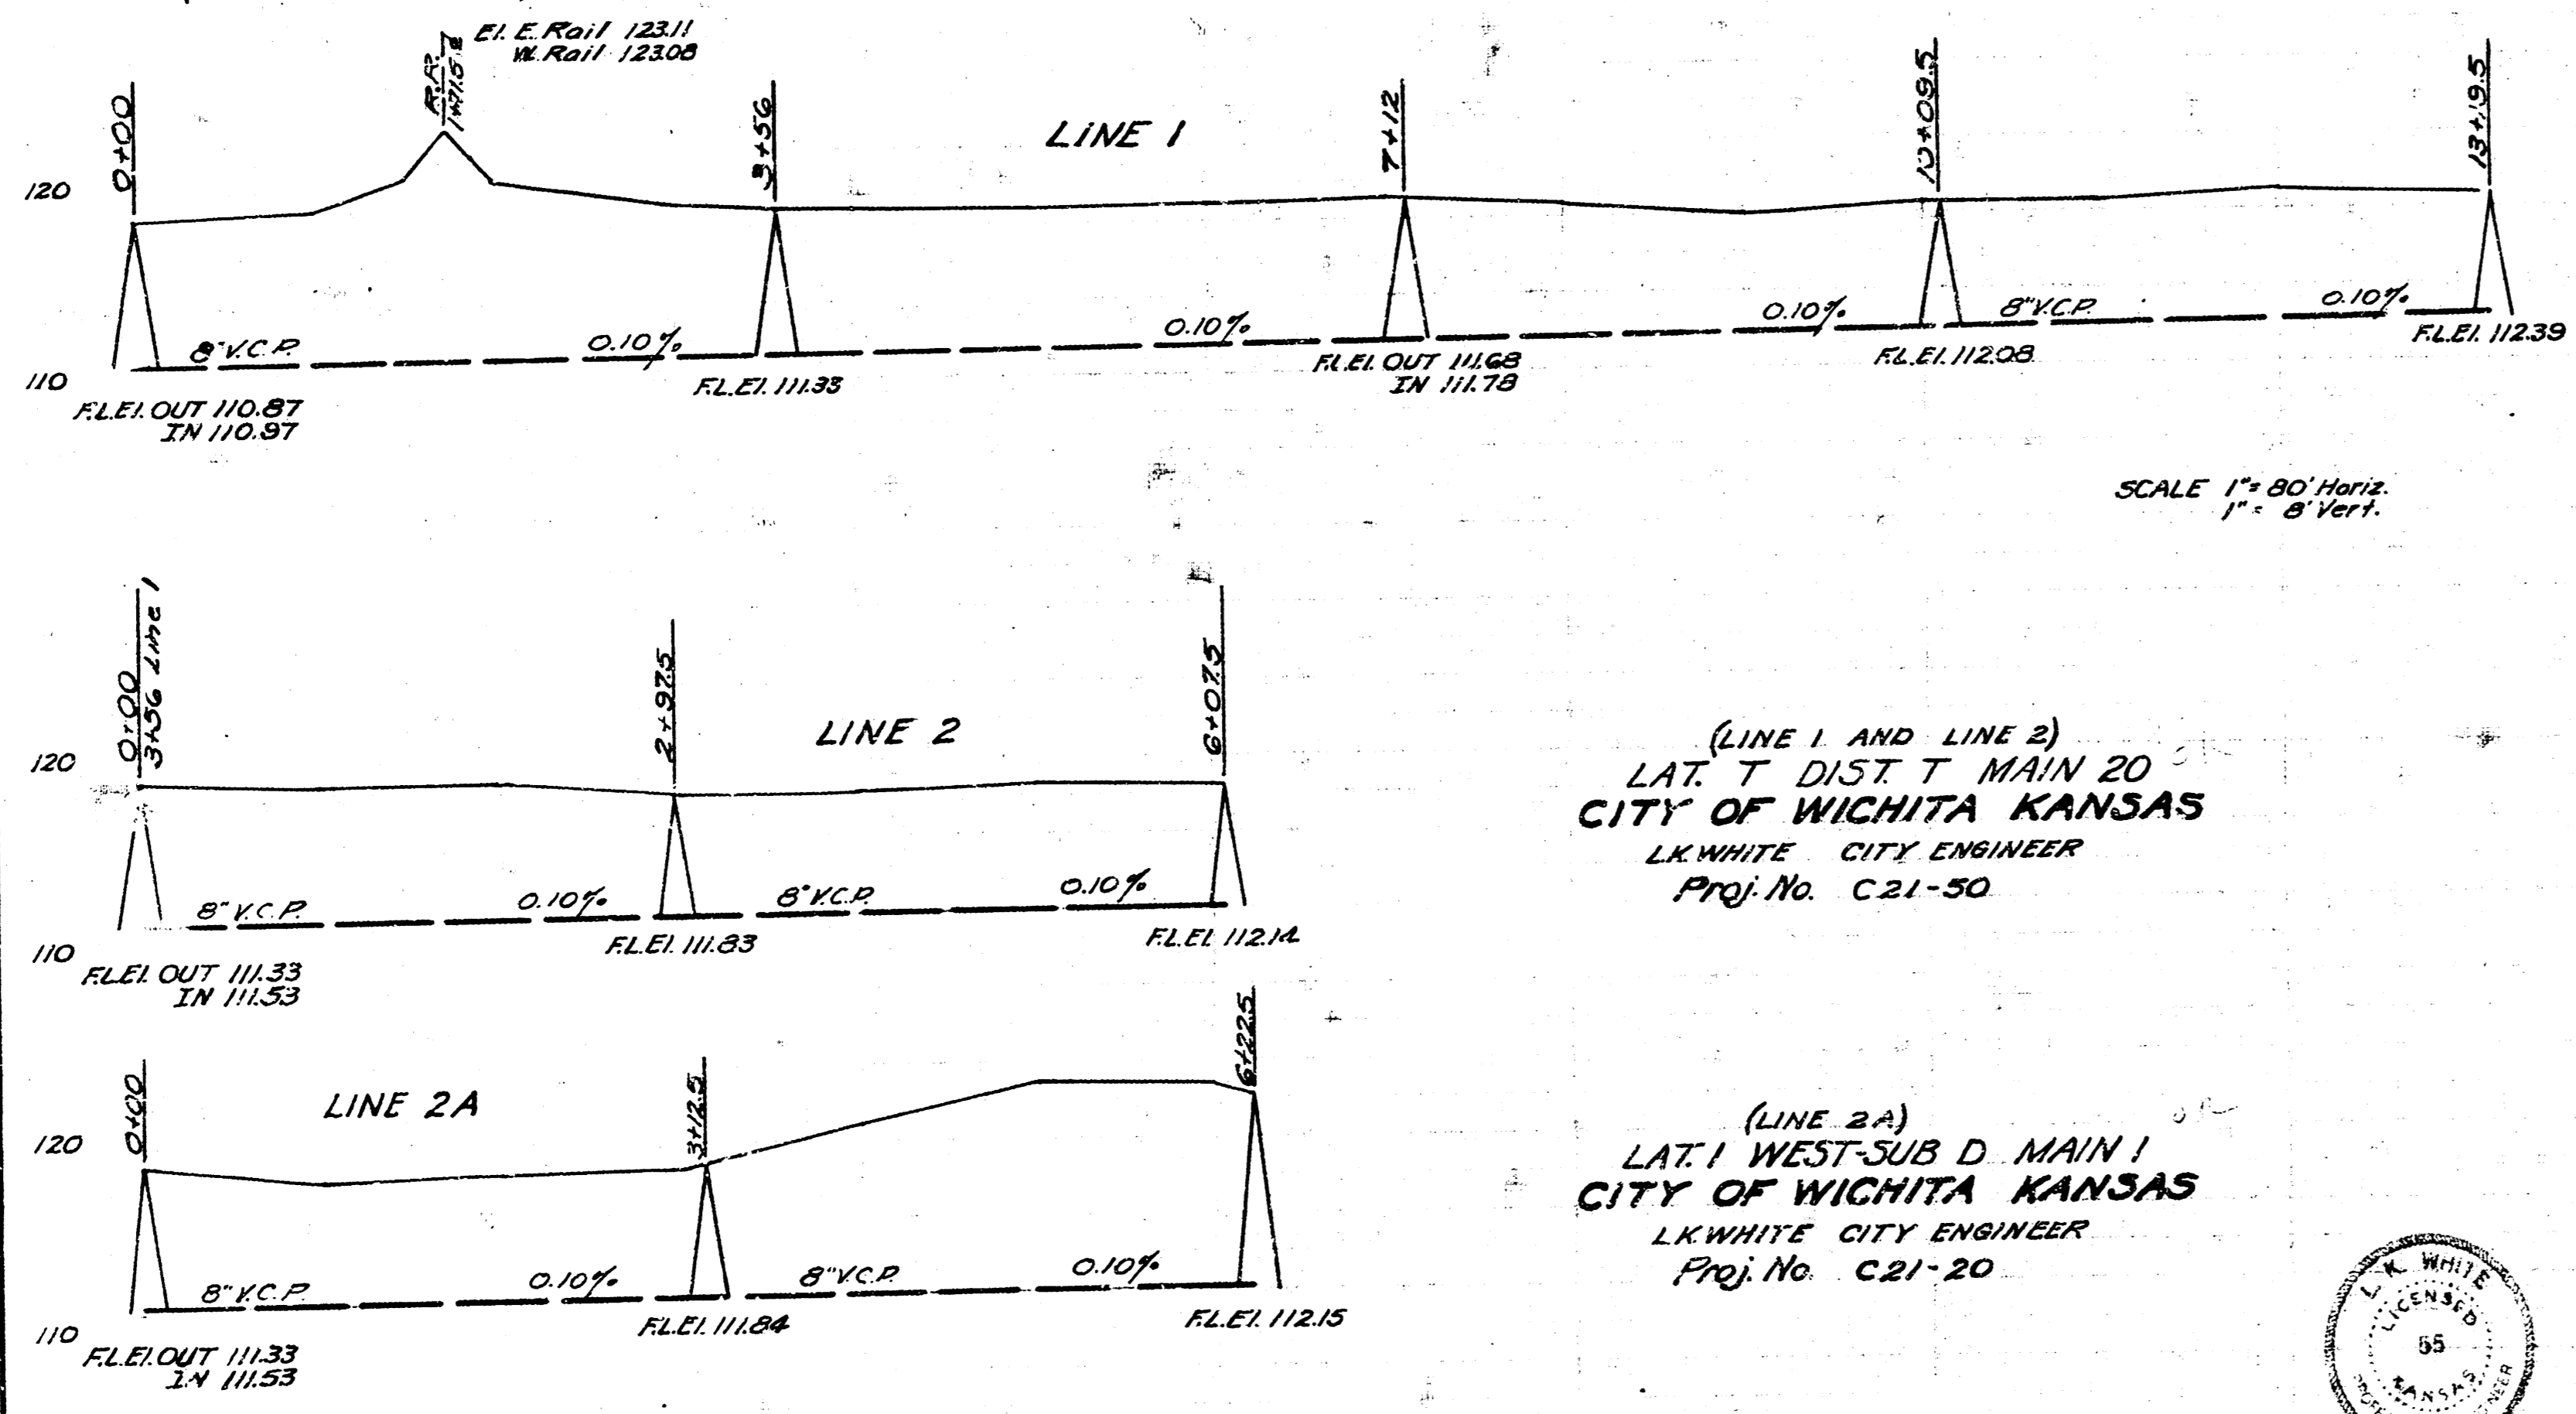 El. E. Rail 123.11
W. Rail 123.08
R.R.
0+00
3+56
LINE 1
7+12
10+09.5
13+19.5
120
8" V.C.P.
0.10%
0.10%
0.10%
8" V.C.P.
0.10%
110
F.L.El. OUT 110.87
IN 110.97
F.L.El. 111.33
F.L.El. OUT 111.68
IN 111.78
F.L.El. 112.08
F.L.El. 112.39
SCALE 1"= 80' Horiz.
1"= 8' Vert.
0+00
3+56 Line 1
2+97.5
LINE 2
6+07.5
120
8" V.C.P.
0.10%
8" V.C.P.
0.10%
110
F.L.El. OUT 111.33
IN 111.53
F.L.El. 111.83
F.L.El. 112.14
(LINE 1 AND LINE 2)
LAT. T DIST. T MAIN 20
CITY OF WICHITA KANSAS
L.K. WHITE CITY ENGINEER
Proj. No. C21-50
0+00
LINE 2A
3+12.5
6+22.5
120
8" V.C.P.
0.10%
8" V.C.P.
0.10%
110
F.L.El. OUT 111.33
IN 111.53
F.L.El. 111.84
F.L.El. 112.15
(LINE 2A)
LAT. 1 WEST-SUB D MAIN 1
CITY OF WICHITA KANSAS
L.K. WHITE CITY ENGINEER
Proj. No. C21-20
L. K. WHITE
LICENSED
55
KANSAS